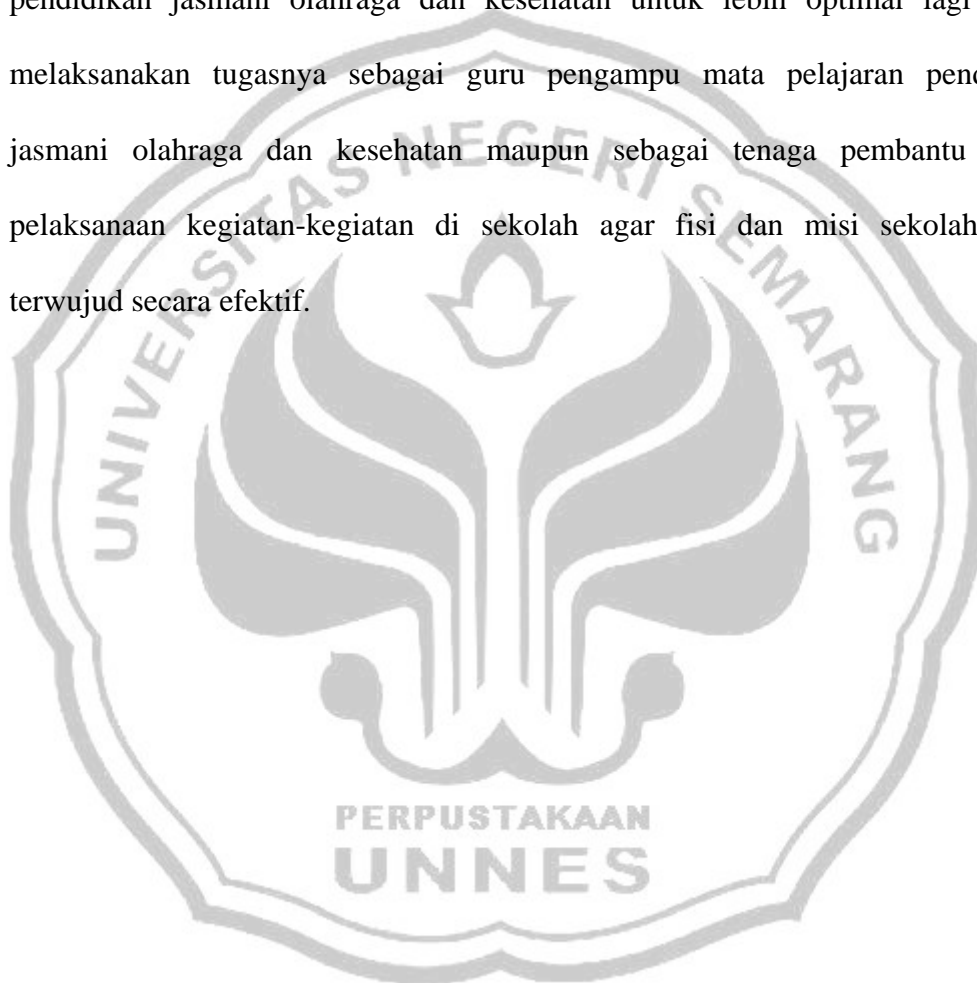 pendidikan jasmani olahraga dan kesehatan untuk lebih optimal lagi
melaksanakan tugasnya sebagai guru pengampu mata pelajaran
jasmani olahraga dan kesehatan maupun sebagai tenaga pembantu
pelaksanaan kegiatan-kegiatan di sekolah agar fisi dan misi sekolah
terwujud secara efektif.
UNIVERSITAS NEGERI SEMARANG
PERPUSTAKAAN
UNNES